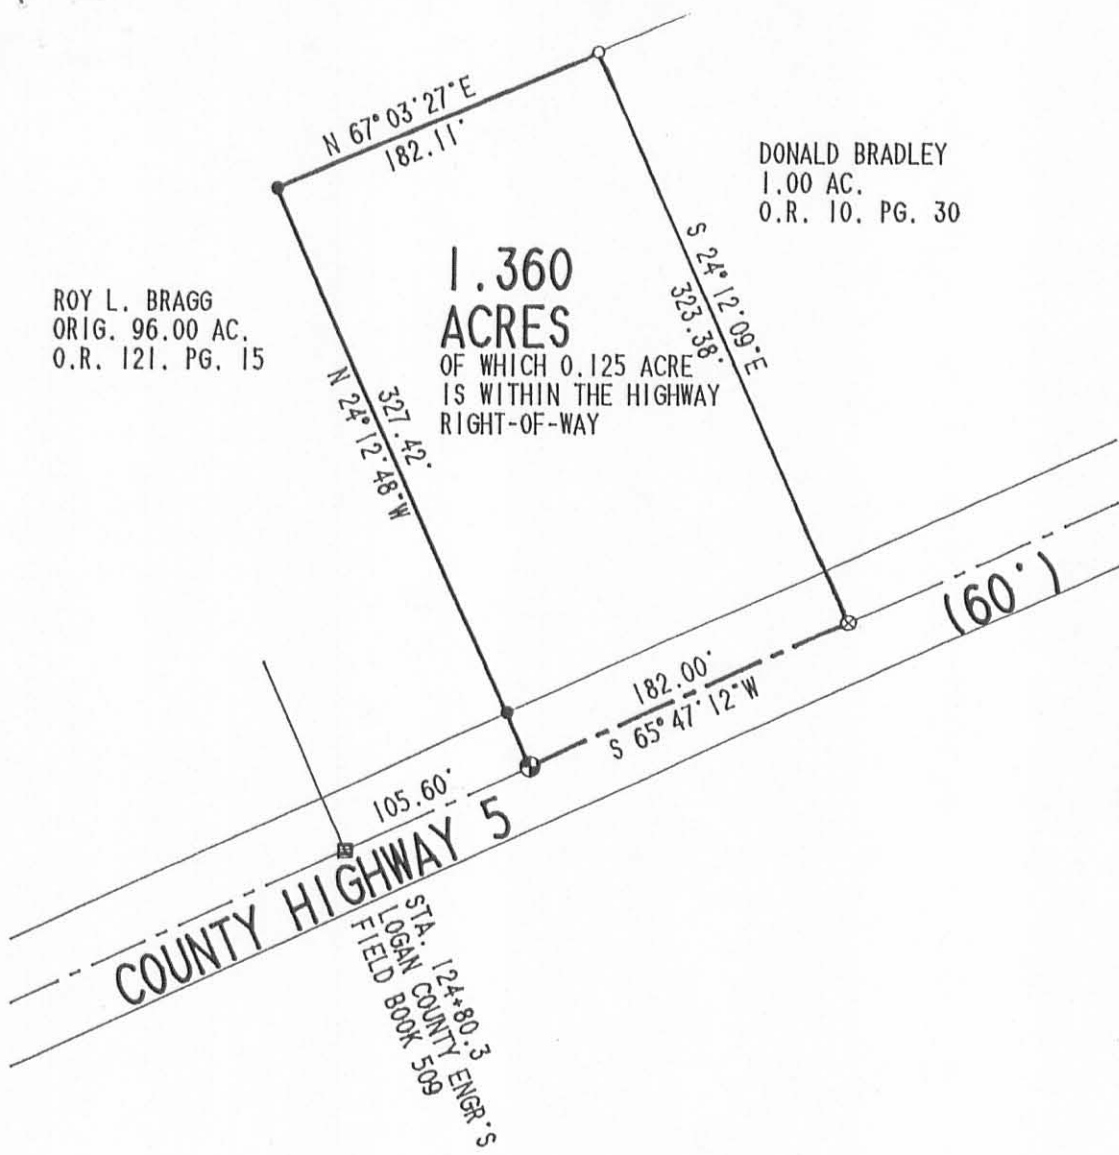 N 67° 03' 27" E
182.11'
DONALD BRADLEY
1.00 AC.
O.R. 10. PG. 30
1.360
ACRES
OF WHICH 0.125 ACRE
IS WITHIN THE HIGHWAY
RIGHT-OF-WAY
S 24° 12' 09" E
323.38'
ROY L. BRAGG
ORIG. 96.00 AC.
O.R. 121. PG. 15
327.42'
N 24° 12' 48" W
(60')
182.00'
S 65° 47' 12" W
105.60'
COUNTY HIGHWAY 5
STA. 124+80.3
LOGAN COUNTY ENGR'S
FIELD BOOK 509